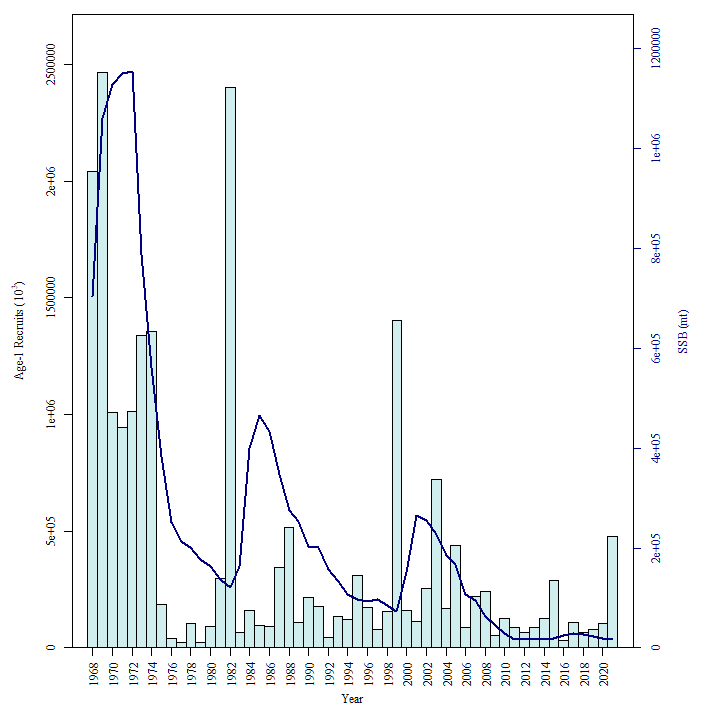 Age-1 Recruits (10³)
2500000
2e+06
1500000
1e+06
5e+05
0
1200000
1e+06
8e+05
6e+05
4e+05
2e+05
0
SSB (mt)
1968 1970 1972 1974 1976 1978 1980 1982 1984 1986 1988 1990 1992 1994 1996 1998 2000 2002 2004 2006 2008 2010 2012 2014 2016 2018 2020
Year